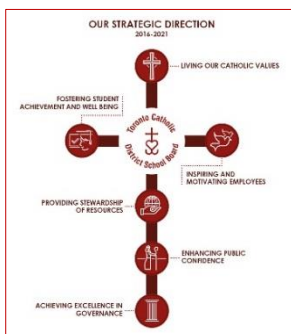 OUR STRATEGIC DIRECTION
2016-2021
LIVING OUR CATHOLIC VALUES
FOSTERING STUDENT
ACHIEVEMENT AND WELL BEING
Toronto Catholic
District School Board
INSPIRING AND
MOTIVATING EMPLOYEES
PROVIDING STEWARDSHIP
OF RESOURCES
ENHANCING PUBLIC
CONFIDENCE
ACHIEVING EXCELLENCE IN
GOVERNANCE